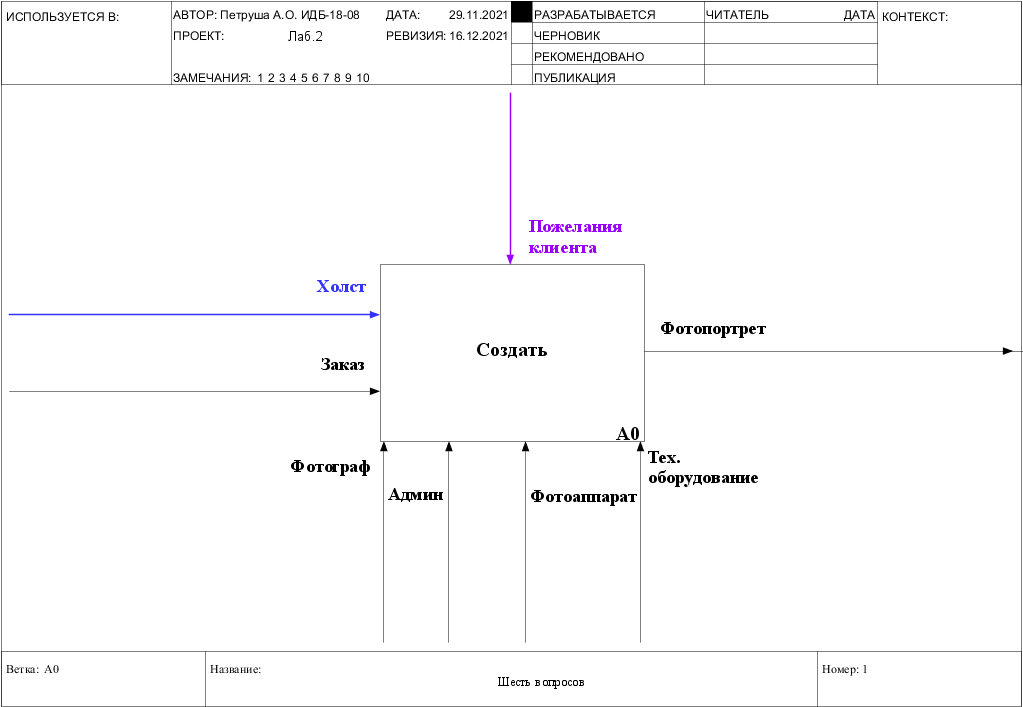 ИСПОЛЬЗУЕТСЯ В:
АВТОР: Петруша А.О. ИДБ-18-08
ДАТА: 29.11.2021
ПРОЕКТ: Лаб.2
РЕВИЗИЯ: 16.12.2021
ЗАМЕЧАНИЯ: 1 2 3 4 5 6 7 8 9 10
РАЗРАБАТЫВАЕТСЯ
ЧЕРНОВИК
РЕКОМЕНДОВАНО
ПУБЛИКАЦИЯ
ЧИТАТЕЛЬ ДАТА
КОНТЕКСТ:
Пожелания
клиента
Холст
Заказ
Создать
A0
Фотопортрет
Фотограф
Админ
Фотоаппарат
Тех.
оборудование
Ветка: A0
Название:
Шесть вопросов
Номер: 1